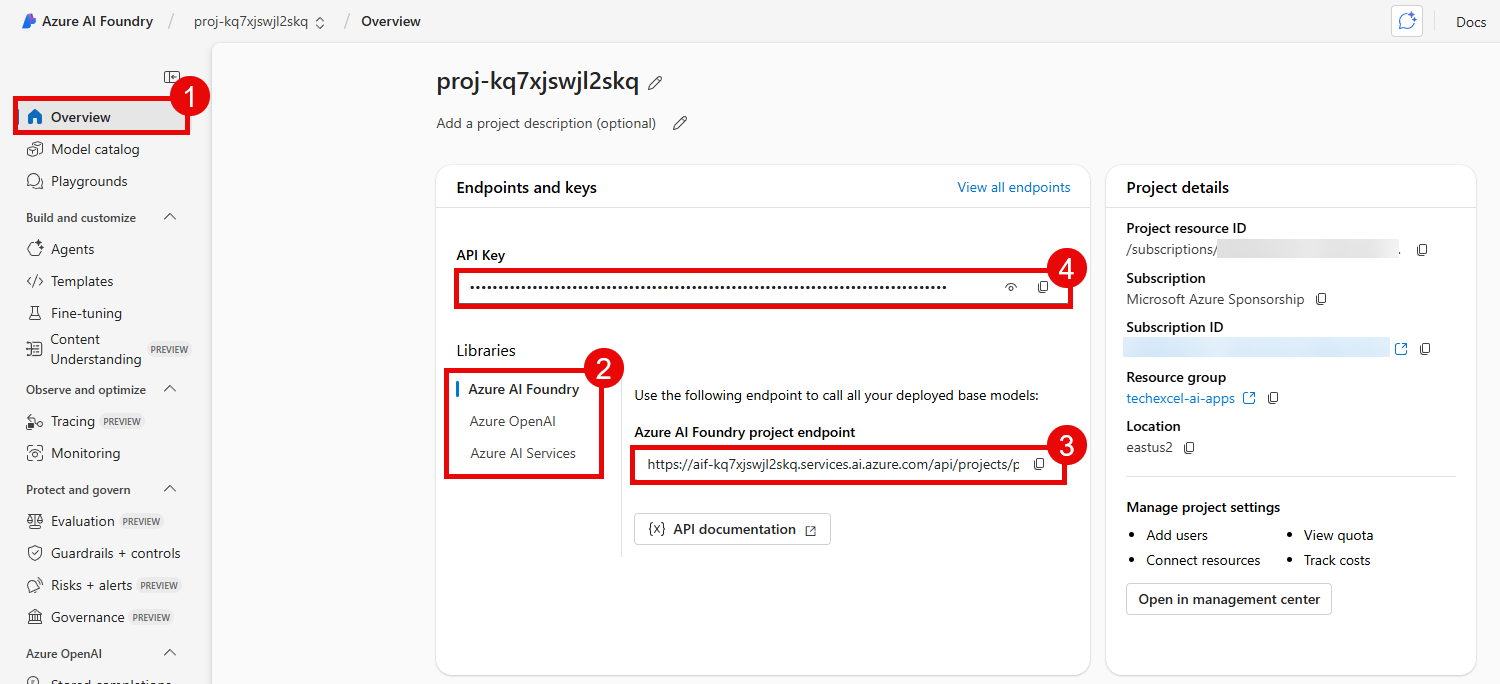 Azure AI Foundry / proj-kq7xjswjl2skq / Overview
Docs
1
Overview
Model catalog
Playgrounds
Build and customize
Agents
Templates
Fine-tuning
Content
Understanding PREVIEW
Observe and optimize
Tracing PREVIEW
Monitoring
Protect and govern
Evaluation PREVIEW
Guardrails + controls
Risks + alerts PREVIEW
Governance PREVIEW
Azure OpenAI
Stored completions
proj-kq7xjswjl2skq
Add a project description (optional)
Endpoints and keys
View all endpoints
API Key
4
Libraries
2
Azure AI Foundry
Azure OpenAI
Azure AI Services
Use the following endpoint to call all your deployed base models:
Azure AI Foundry project endpoint
3
https://aif-kq7xjswjl2skq.services.ai.azure.com/api/projects/p
{x} API documentation
Project details
Project resource ID
/subscriptions/
Subscription
Microsoft Azure Sponsorship
Subscription ID
Resource group
techexcel-ai-apps
Location
eastus2
Manage project settings
• Add users
• View quota
• Connect resources
• Track costs
Open in management center